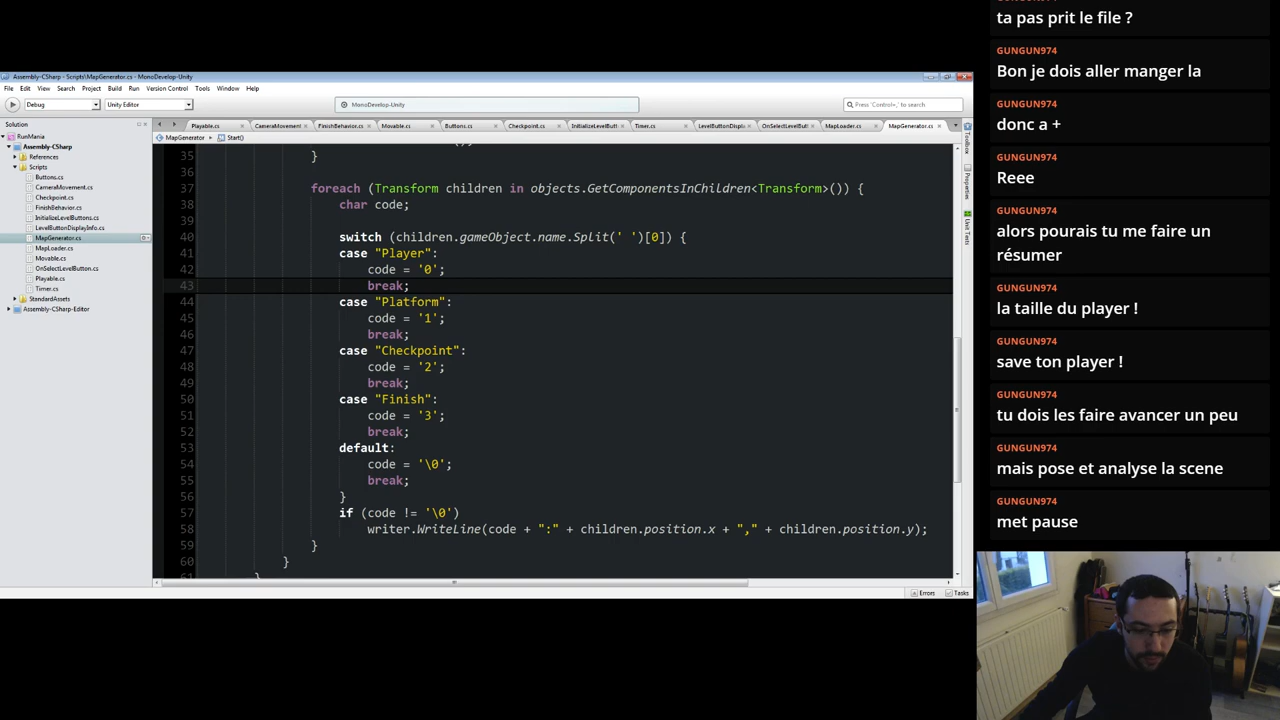 Assembly-CSharp - Scripts\MapGenerator.cs - MonoDevelop-Unity
File Edit View Search Project Build Run Version Control Tools Window Help
Debug Unity Editor MonoDevelop-Unity Press 'Control+,' to search
Solution
RunMania
Assembly-CSharp
References
Scripts
Buttons.cs
CameraMovement.cs
Checkpoint.cs
FinishBehavior.cs
InitializeLevelButtons.cs
LevelButtonDisplayInfo.cs
MapGenerator.cs
MapLoader.cs
Movable.cs
OnSelectLevelButton.cs
Playable.cs
Timer.cs
StandardAssets
Assembly-CSharp-Editor
Playable.cs CameraMovement FinishBehavior.cs Movable.cs Buttons.cs Checkpoint.cs InitializeLevelButt Timer.cs LevelButtonDispla OnSelectLevelButt MapLoader.cs MapGenerator.cs
MapGenerator Start()
35 }
36
37 foreach (Transform children in objects.GetComponentsInChildren<Transform>()) {
38 char code;
39
40 switch (children.gameObject.name.Split(' ')[0]) {
41 case "Player":
42 code = '0';
43 break;
44 case "Platform":
45 code = '1';
46 break;
47 case "Checkpoint":
48 code = '2';
49 break;
50 case "Finish":
51 code = '3';
52 break;
53 default:
54 code = '\0';
55 break;
56 }
57 if (code != '\0')
58 writer.WriteLine(code + ":" + children.position.x + "," + children.position.y);
59 }
60 }
61 }
Toolbox
Properties
Unit Tests
Errors Tasks
ta pas prit le file ?
GUNGUN974
Bon je dois aller manger la
GUNGUN974
donc a +
GUNGUN974
Reee
GUNGUN974
alors pourais tu me faire un
résumer
GUNGUN974
la taille du player !
GUNGUN974
save ton player !
GUNGUN974
tu dois les faire avancer un peu
GUNGUN974
mais pose et analyse la scene
GUNGUN974
met pause